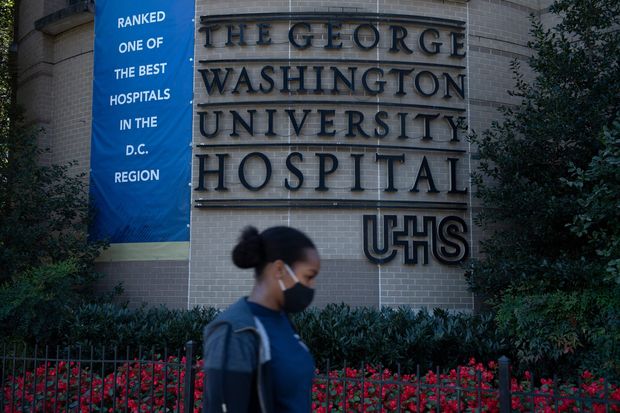 RANKED
ONE OF
THE BEST
HOSPITALS
IN THE
D.C.
REGION
THE GEORGE
WASHINGTON
UNIVERSITY
HOSPITAL
UHS